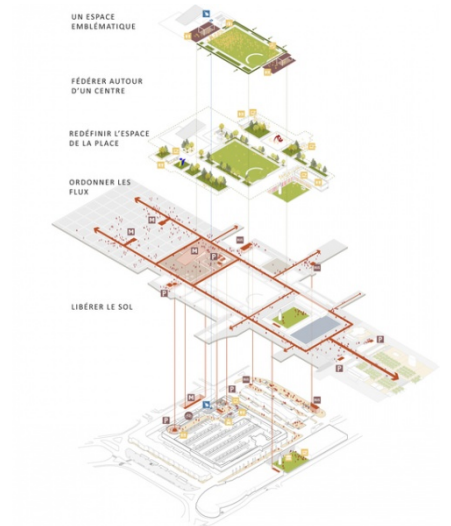 UN ESPACE
EMBLÉMATIQUE
FÉDÉRER AUTOUR
D'UN CENTRE
REDÉFINIR L'ESPACE
DE LA PLACE
ORDONNER LES
FLUX
M
M
P
P
P
LIBÉRER LE SOL
P
M
P
P